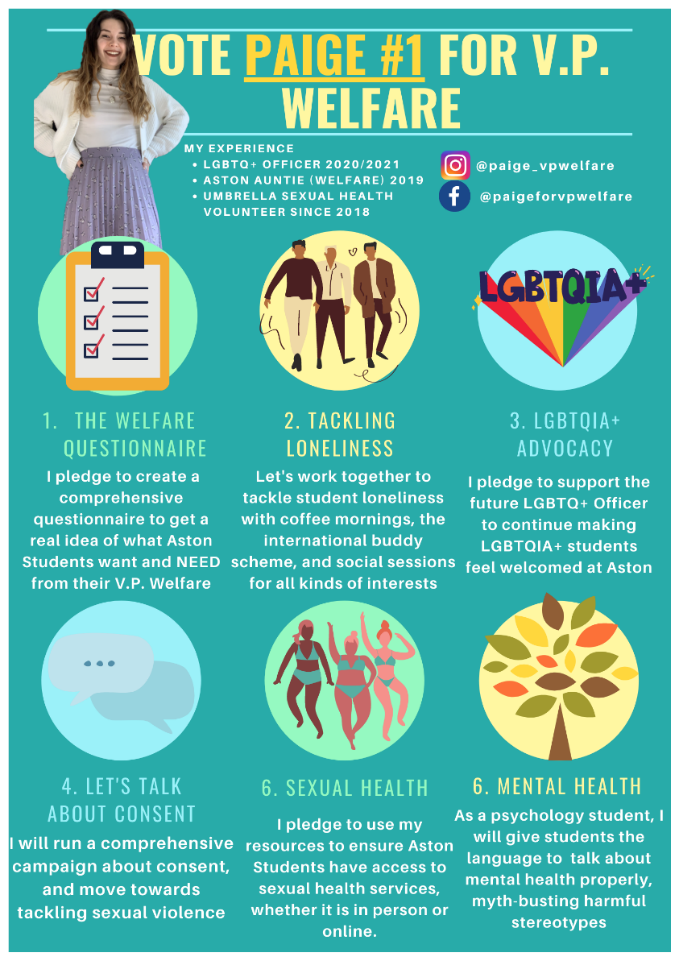 VOTE PAIGE #1 FOR V.P.
WELFARE
MY EXPERIENCE
• LGBTQ+ OFFICER 2020/2021
• ASTON AUNTIE (WELFARE) 2019
• UMBRELLA SEXUAL HEALTH
VOLUNTEER SINCE 2018
@paige_vpwelfare
@paigeforvpwelfare
LGBTQIA+
1. THE WELFARE
QUESTIONNAIRE
I pledge to create a
comprehensive
questionnaire to get a
real idea of what Aston
Students want and NEED
from their V.P. Welfare
2. TACKLING
LONELINESS
Let's work together to
tackle student loneliness
with coffee mornings, the
international buddy
scheme, and social sessions
for all kinds of interests
3. LGBTQIA+
ADVOCACY
I pledge to support the
future LGBTQ+ Officer
to continue making
LGBTQIA+ students
feel welcomed at Aston
4. LET'S TALK
ABOUT CONSENT
I will run a comprehensive
campaign about consent,
and move towards
tackling sexual violence
6. SEXUAL HEALTH
I pledge to use my
resources to ensure Aston
Students have access to
sexual health services,
whether it is in person or
online.
6. MENTAL HEALTH
As a psychology student, I
will give students the
language to talk about
mental health properly,
myth-busting harmful
stereotypes